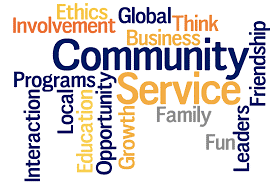 Ethics
Global Think
Involvement
Business
Community
Programs
Service
Family
Fun
Interaction
Local
Education
Opportunity
Growth
Leaders
Friendship